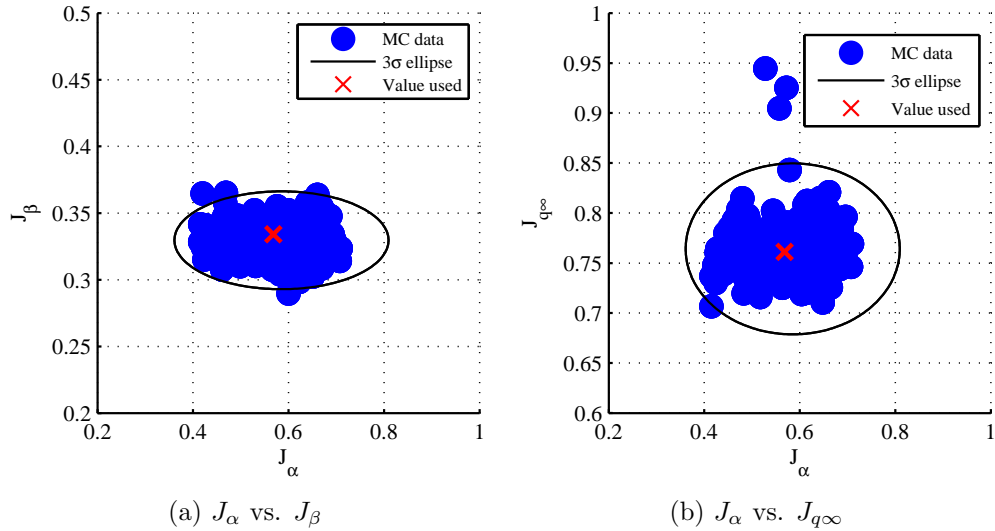 0.5
0.45
0.4
0.35
0.3
0.25
0.2
J_β
0.2 0.4 0.6 0.8 1
J_α
MC data
3σ ellipse
Value used
(a) J_α vs. J_β
1
0.95
0.9
0.85
0.8
0.75
0.7
0.65
0.6
J_q∞
0.2 0.4 0.6 0.8 1
J_α
MC data
3σ ellipse
Value used
(b) J_α vs. J_q∞